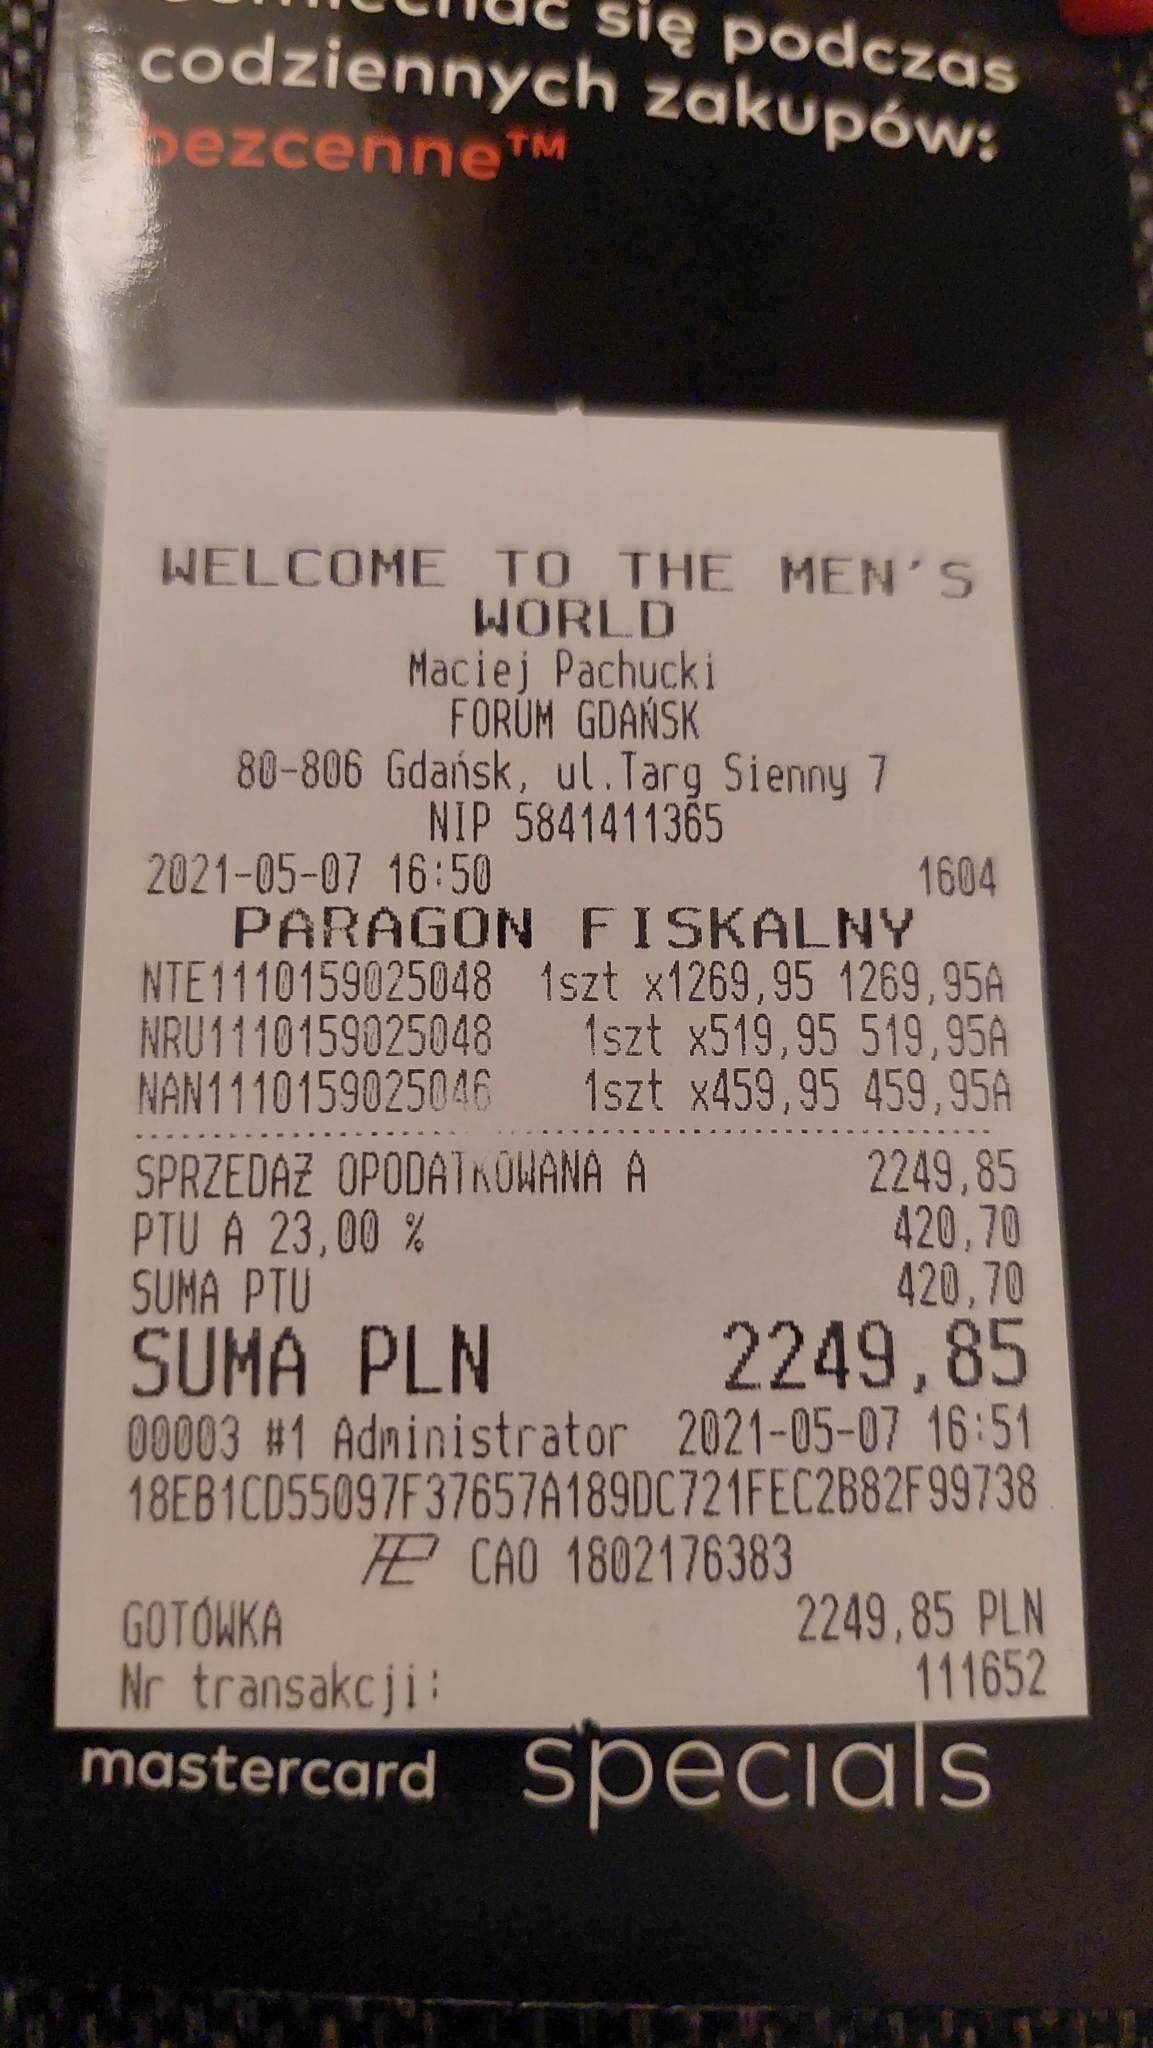 się podczas
codziennych zakupów:
bezcenne™
WELCOME TO THE MEN'S
WORLD
Maciej Pachucki
FORUM GDAŃSK
80-806 Gdańsk, ul.Targ Sienny 7
NIP 5841411365
2021-05-07 16:50 1604
PARAGON FISKALNY
NTE1110159025048 1szt x1269,95 1269,95A
NRU1110159025048 1szt x519,95 519,95A
NAN1110159025046 1szt x459,95 459,95A
SPRZEDAŻ OPODATKOWANA A 2249,85
PTU A 23,00 % 420,70
SUMA PTU 420,70
SUMA PLN 2249,85
00003 #1 Administrator 2021-05-07 16:51
18EB1CD55097F37657A189DC721FEC2B82F99738
CAO 1802176383
GOTÓWKA 2249,85 PLN
Nr transakcji: 111652
mastercard specials